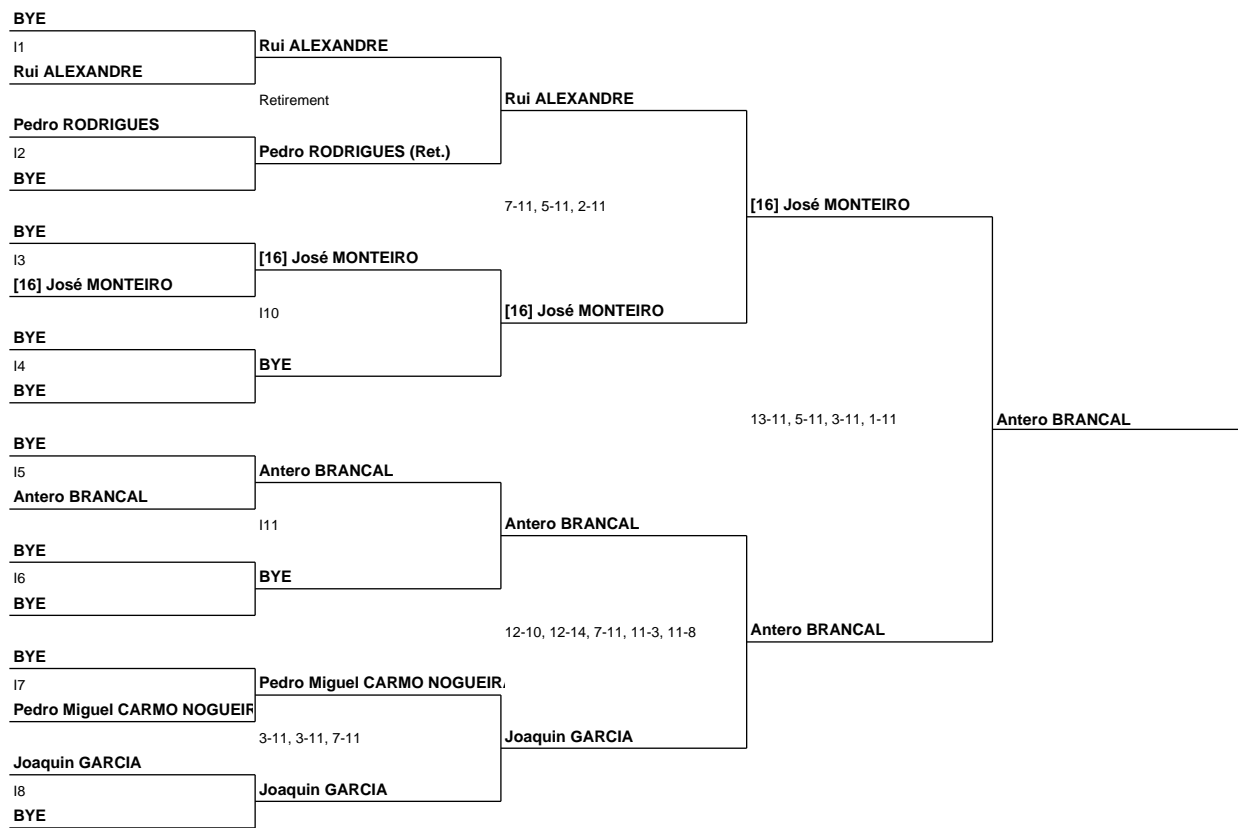 BYE
I1
Rui ALEXANDRE
Rui ALEXANDRE
Retirement
Rui ALEXANDRE
Pedro RODRIGUES
I2
BYE
Pedro RODRIGUES (Ret.)
7-11, 5-11, 2-11
[16] José MONTEIRO
BYE
I3
[16] José MONTEIRO
[16] José MONTEIRO
I10
[16] José MONTEIRO
BYE
I4
BYE
BYE
13-11, 5-11, 3-11, 1-11
Antero BRANCAL
BYE
I5
Antero BRANCAL
Antero BRANCAL
I11
Antero BRANCAL
BYE
I6
BYE
BYE
12-10, 12-14, 7-11, 11-3, 11-8
Antero BRANCAL
BYE
I7
Pedro Miguel CARMO NOGUEIR
Pedro Miguel CARMO NOGUEIRA
3-11, 3-11, 7-11
Joaquin GARCIA
Joaquin GARCIA
I8
BYE
Joaquin GARCIA